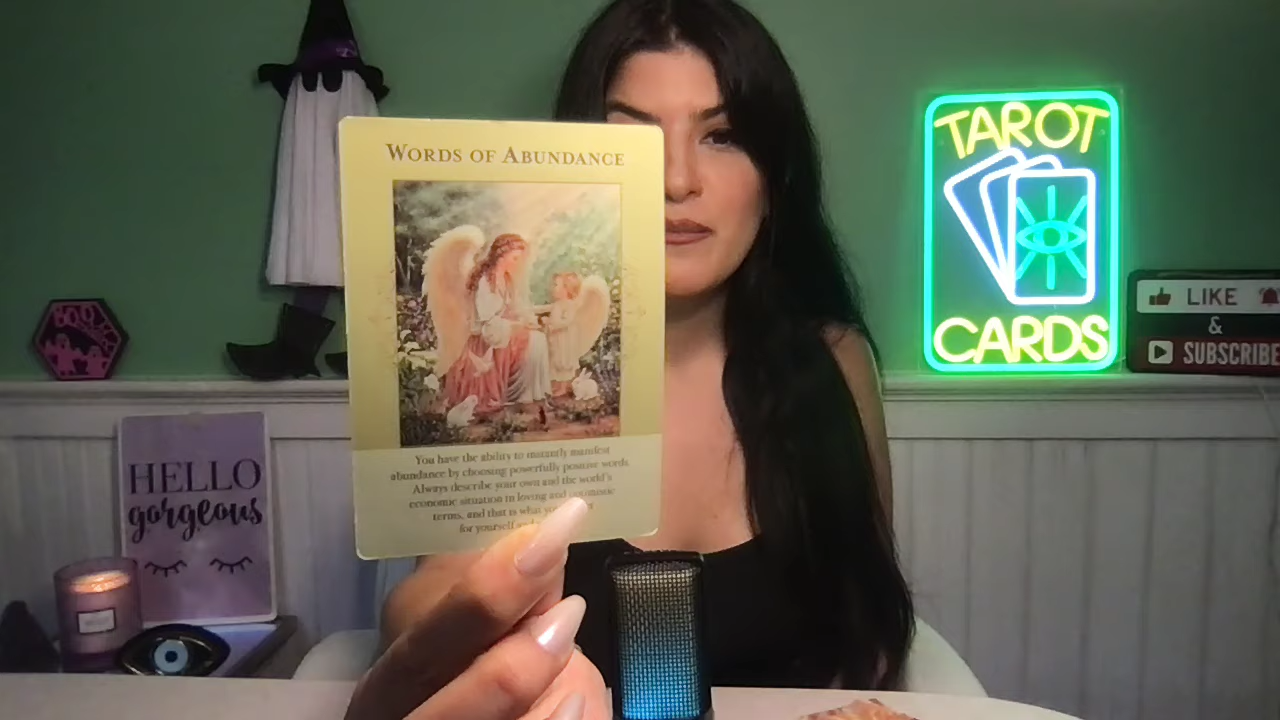 WORDS OF ABUNDANCE
You have the ability to instantly manifest
abundance by choosing powerfully positive words.
Always describe your own and the world's
economic situation in loving and optimistic
terms, and that is what you
for yourself
TAROT
CARDS
LIKE
&
SUBSCRIBE
BOO
HELLO
gorgeous